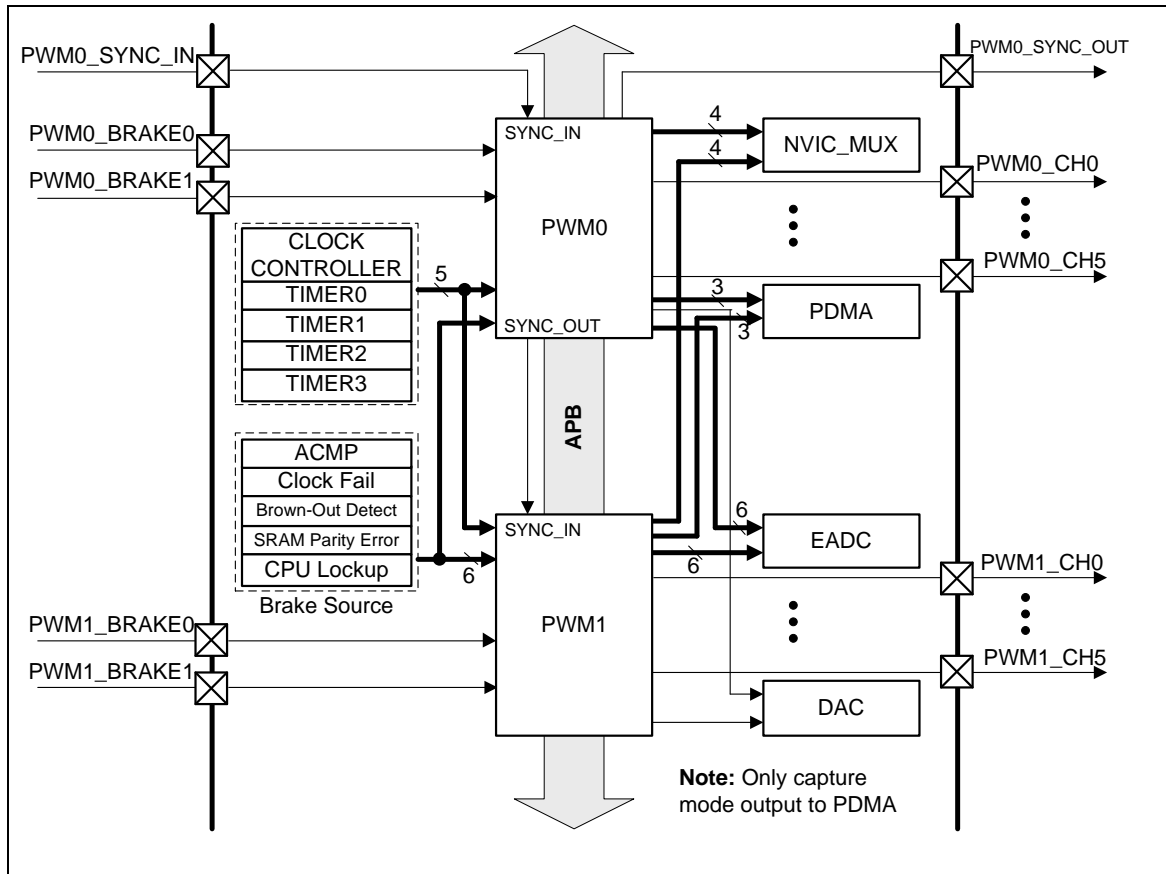 PWM0_SYNC_IN
PWM0_SYNC_OUT
PWM0_BRAKE0
SYNC_IN
4
4
NVIC_MUX
PWM0_BRAKE1
PWM0_CH0
PWM0
CLOCK
CONTROLLER
5
PWM0_CH5
TIMER0
3
PDMA
TIMER1
SYNC_OUT
3
TIMER2
TIMER3
APB
ACMP
Clock Fail
Brown-Out Detect
SYNC_IN
6
EADC
SRAM Parity Error
CPU Lockup
6
6
PWM1_CH0
Brake Source
PWM1_BRAKE0
PWM1
PWM1_BRAKE1
PWM1_CH5
DAC
Note: Only capture
mode output to PDMA